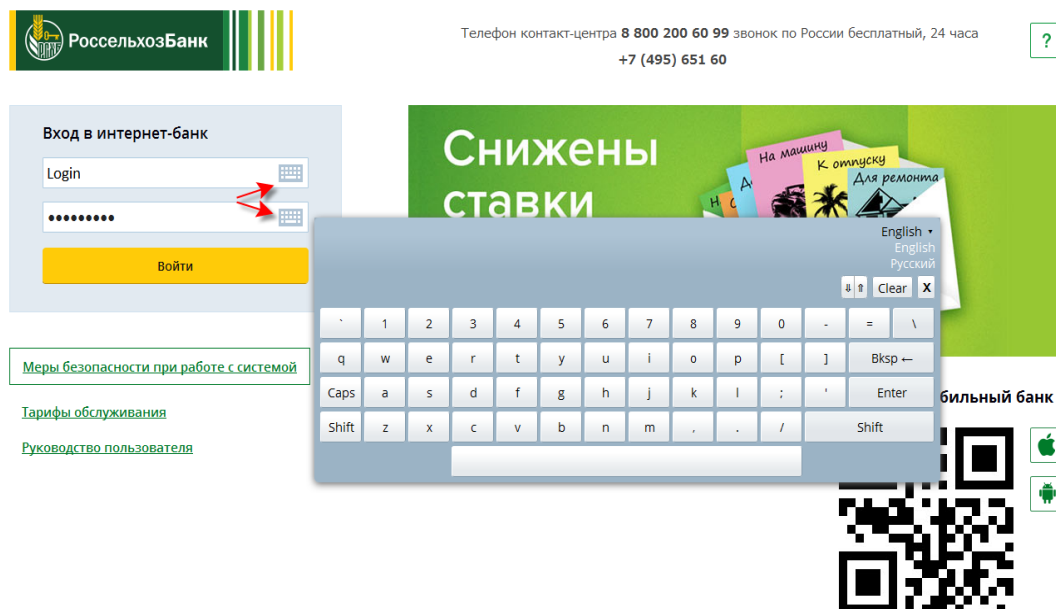 РоссельхозБанк
Телефон контакт-центра 8 800 200 60 99 звонок по России бесплатный, 24 часа
+7 (495) 651 60
?
Вход в интернет-банк
Login
•••••••••
Войти
Снижены
ставки
На машину
К отпуску
Для ремонта
English
English
Русский
⇓ ⇑ Clear X
` 1 2 3 4 5 6 7 8 9 0 - = \
q w e r t y u i o p [ ] Bksp ←
Caps a s d f g h j k l ; ' Enter
Shift z x c v b n m , . / Shift
Меры безопасности при работе с системой
Тарифы обслуживания
Руководство пользователя
бильный банк